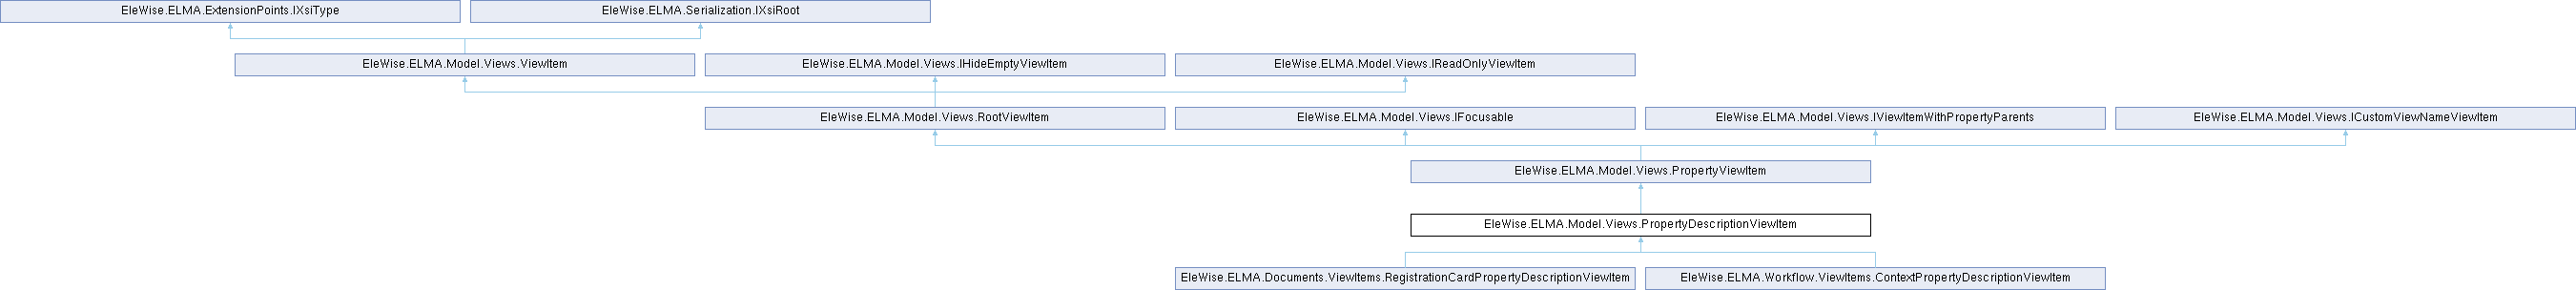 EleWise.ELMA.ExtensionPoints.IXsiType
EleWise.ELMA.Serialization.IXsiRoot
EleWise.ELMA.Model.Views.ViewItem
EleWise.ELMA.Model.Views.IHideEmptyViewItem
EleWise.ELMA.Model.Views.IReadOnlyViewItem
EleWise.ELMA.Model.Views.RootViewItem
EleWise.ELMA.Model.Views.IFocusable
EleWise.ELMA.Model.Views.IViewItemWithPropertyParents
EleWise.ELMA.Model.Views.ICustomViewNameViewItem
EleWise.ELMA.Model.Views.PropertyViewItem
EleWise.ELMA.Model.Views.PropertyDescriptionViewItem
EleWise.ELMA.Documents.ViewItems.RegistrationCardPropertyDescriptionViewItem
EleWise.ELMA.Workflow.ViewItems.ContextPropertyDescriptionViewItem